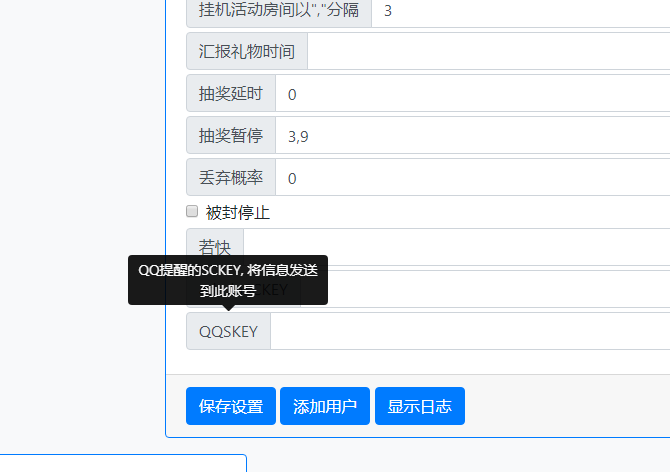 挂机活动房间以","分隔 3
汇报礼物时间
抽奖延时 0
抽奖暂停 3,9
丢弃概率 0
被封停止
若快
QQ提醒的SCKEY, 将信息发送
到此账号
QQSKEY
保存设置 添加用户 显示日志